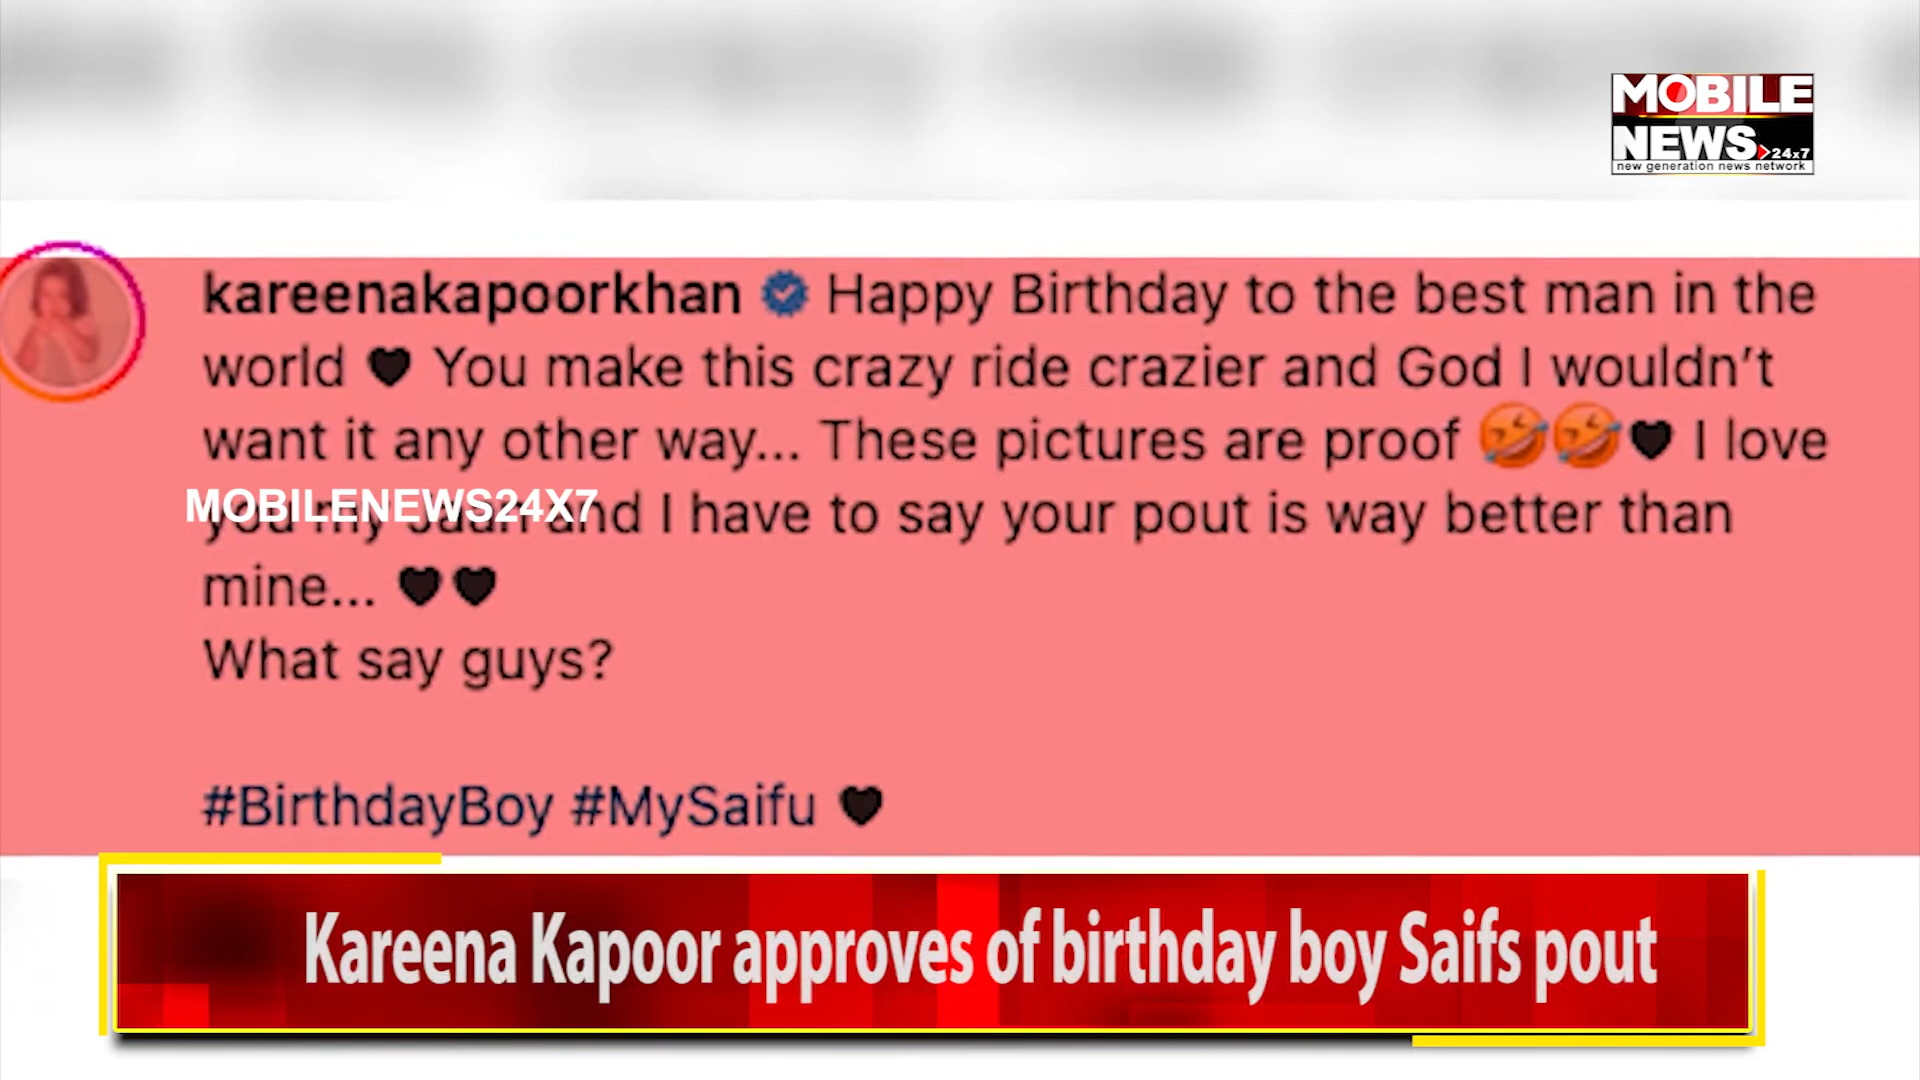 MOBILE
NEWS 24x7
new generation news network
kareenakapoorkhan Happy Birthday to the best man in the
world 🖤 You make this crazy ride crazier and God I wouldn't
want it any other way... These pictures are proof 🤣🤣🖤 I love
MOBILENEWS24X7
you my Jaan and I have to say your pout is way better than
mine... 🖤🖤
What say guys?
#BirthdayBoy #MySaifu 🖤
Kareena Kapoor approves of birthday boy Saifs pout